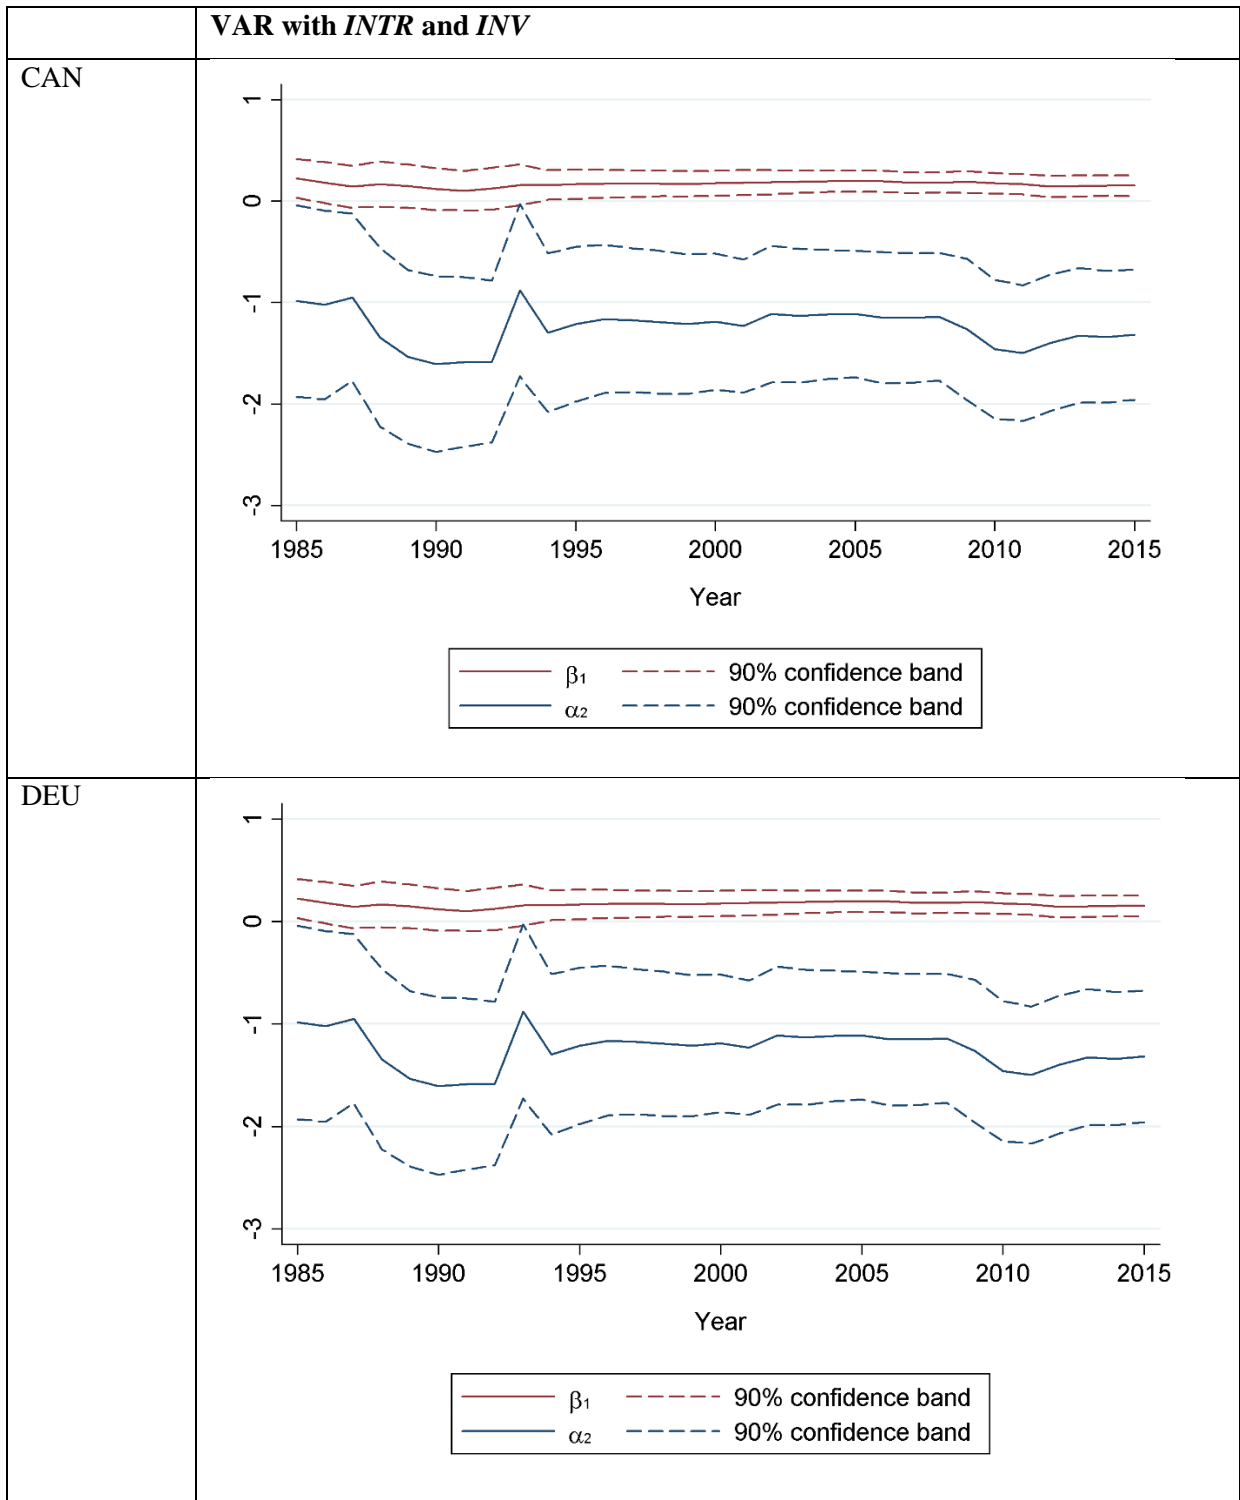 VAR with INTR and INV
CAN
1
0
-1
-2
-3
1985 1990 1995 2000 2005 2010 2015
Year
β1 90% confidence band
α2 90% confidence band
DEU
1
0
-1
-2
-3
1985 1990 1995 2000 2005 2010 2015
Year
β1 90% confidence band
α2 90% confidence band